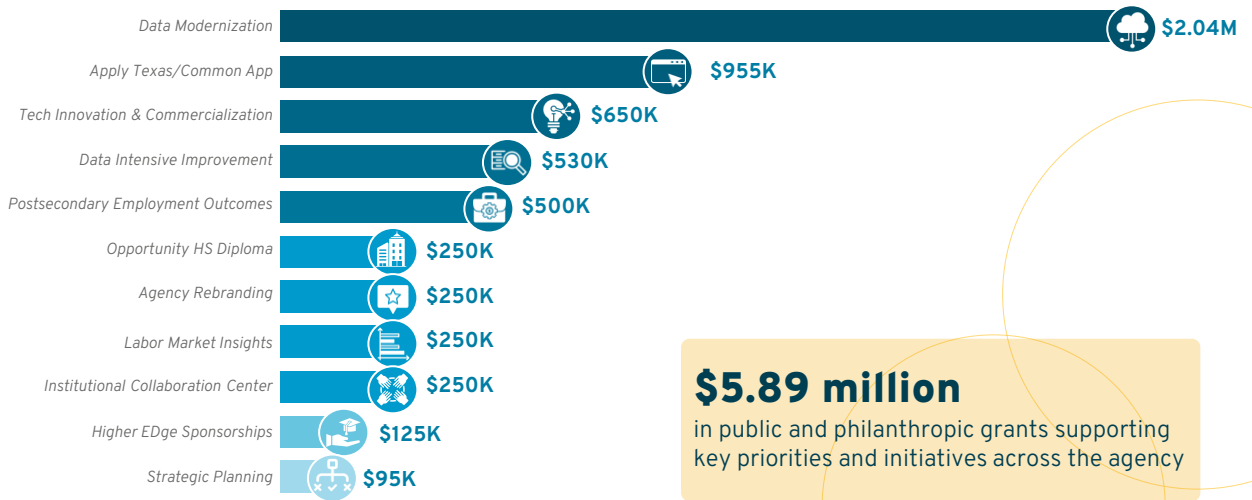 Data Modernization
$2.04M
Apply Texas/Common App
$955K
Tech Innovation & Commercialization
$650K
Data Intensive Improvement
$530K
Postsecondary Employment Outcomes
$500K
Opportunity HS Diploma
$250K
Agency Rebranding
$250K
Labor Market Insights
$250K
Institutional Collaboration Center
$250K
Higher EDge Sponsorships
$125K
Strategic Planning
$95K
$5.89 million
in public and philanthropic grants supporting
key priorities and initiatives across the agency